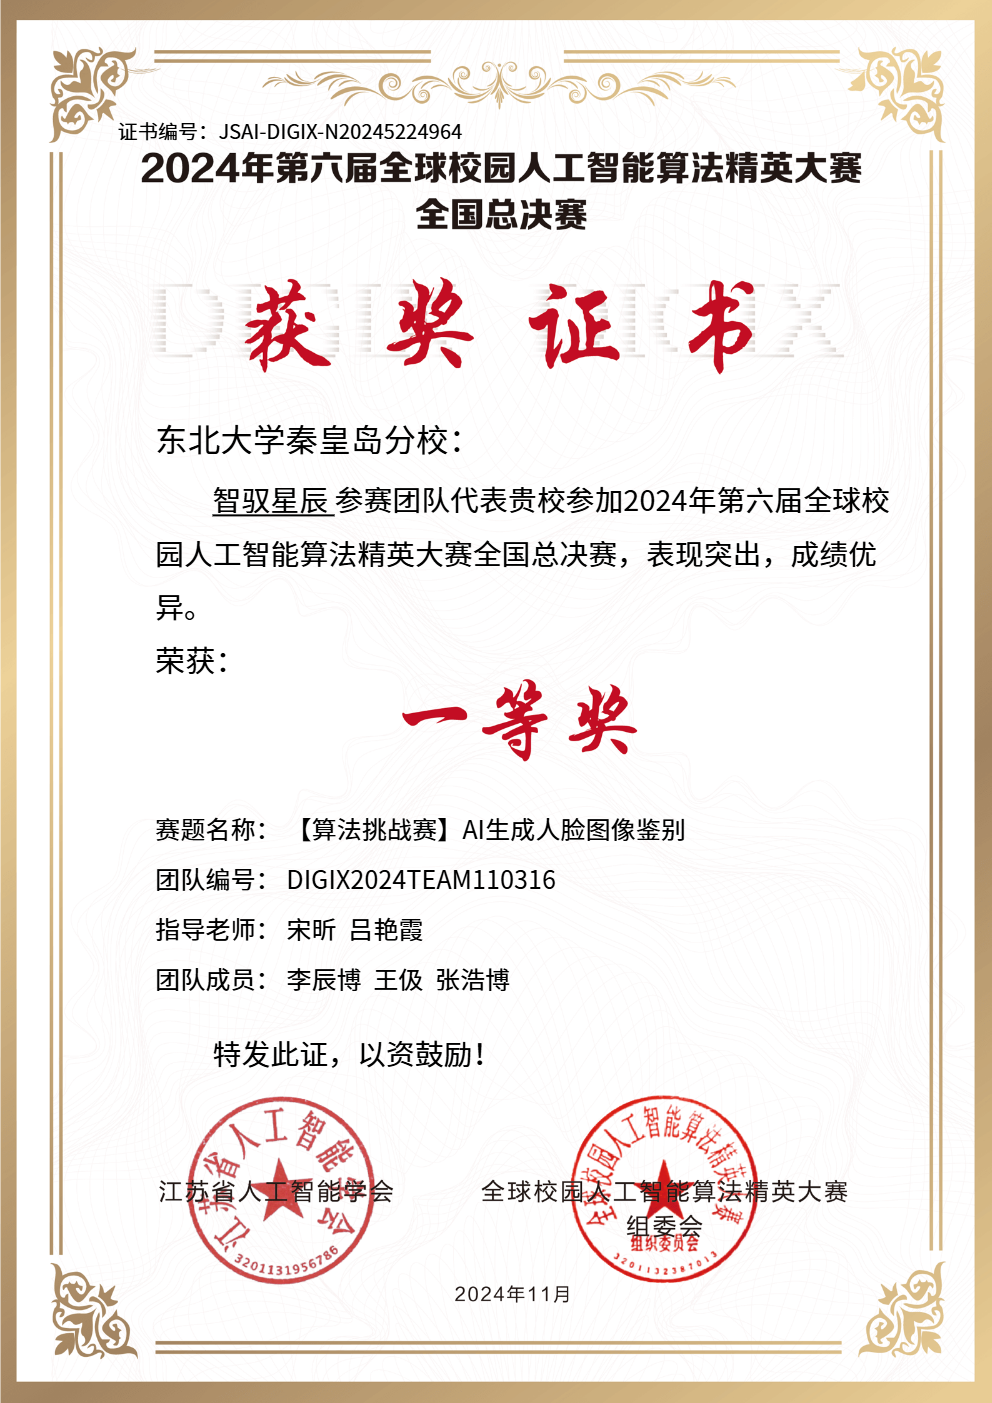 证书编号：JSAI-DIGIX-N20245224964
2024年第六届全球校园人工智能算法精英大赛
全国总决赛
DIGIX DIGIX
获奖证书
东北大学秦皇岛分校：
智驭星辰 参赛团队代表贵校参加2024年第六届全球校
园人工智能算法精英大赛全国总决赛，表现突出，成绩优
异。
荣获：
一等奖
赛题名称： 【算法挑战赛】AI生成人脸图像鉴别
团队编号： DIGIX2024TEAM110316
指导老师： 宋昕 吕艳霞
团队成员： 李辰博 王伋 张浩博
特发此证，以资鼓励！
江苏省人工智能学会
3201131956786
江苏省人工智能学会
全球校园人工智能算法精英大赛
组织委员会
3201132387013
全球校园人工智能算法精英大赛
组委会
2024年11月